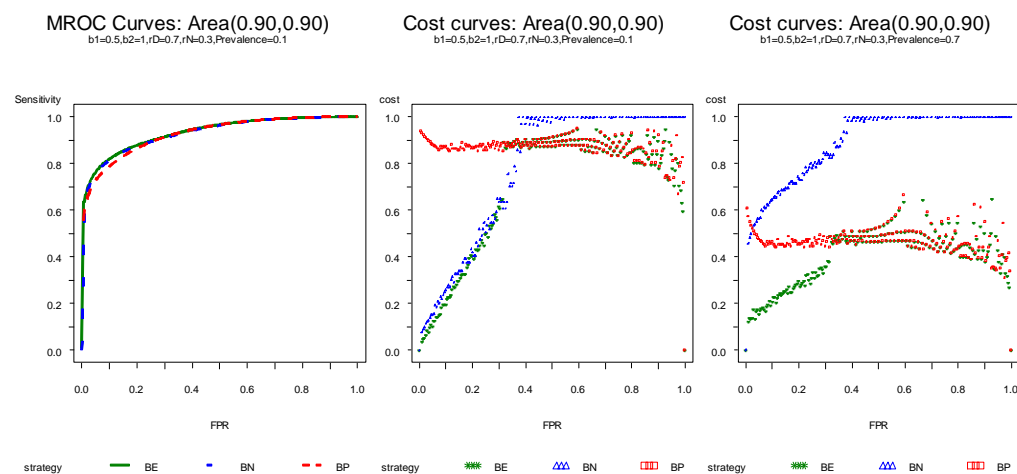 MROC Curves: Area(0.90,0.90)
b1=0.5,b2=1,rD=0.7,rN=0.3,Prevalence=0.1
Sensitivity
1.0
0.8
0.6
0.4
0.2
0.0
0.0 0.2 0.4 0.6 0.8 1.0
FPR
strategy BE BN BP
Cost curves: Area(0.90,0.90)
b1=0.5,b2=1,rD=0.7,rN=0.3,Prevalence=0.1
cost
1.0
0.8
0.6
0.4
0.2
0.0
0.0 0.2 0.4 0.6 0.8 1.0
FPR
strategy BE BN BP
Cost curves: Area(0.90,0.90)
b1=0.5,b2=1,rD=0.7,rN=0.3,Prevalence=0.7
cost
1.0
0.8
0.6
0.4
0.2
0.0
0.0 0.2 0.4 0.6 0.8 1.0
FPR
strategy BE BN BP